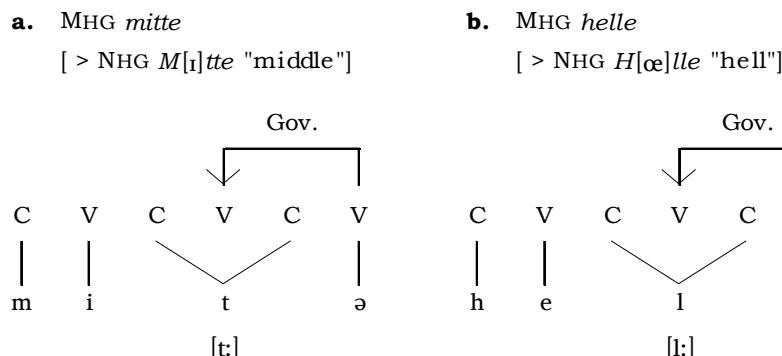 a. MHG mitte b. MHG helle
[ > NHG M[ɪ]tte "middle"] [ > NHG H[œ]lle "hell"]
Gov. Gov.
C V C V C V C V C V C
m i t ə h e l
[t:] [l:]